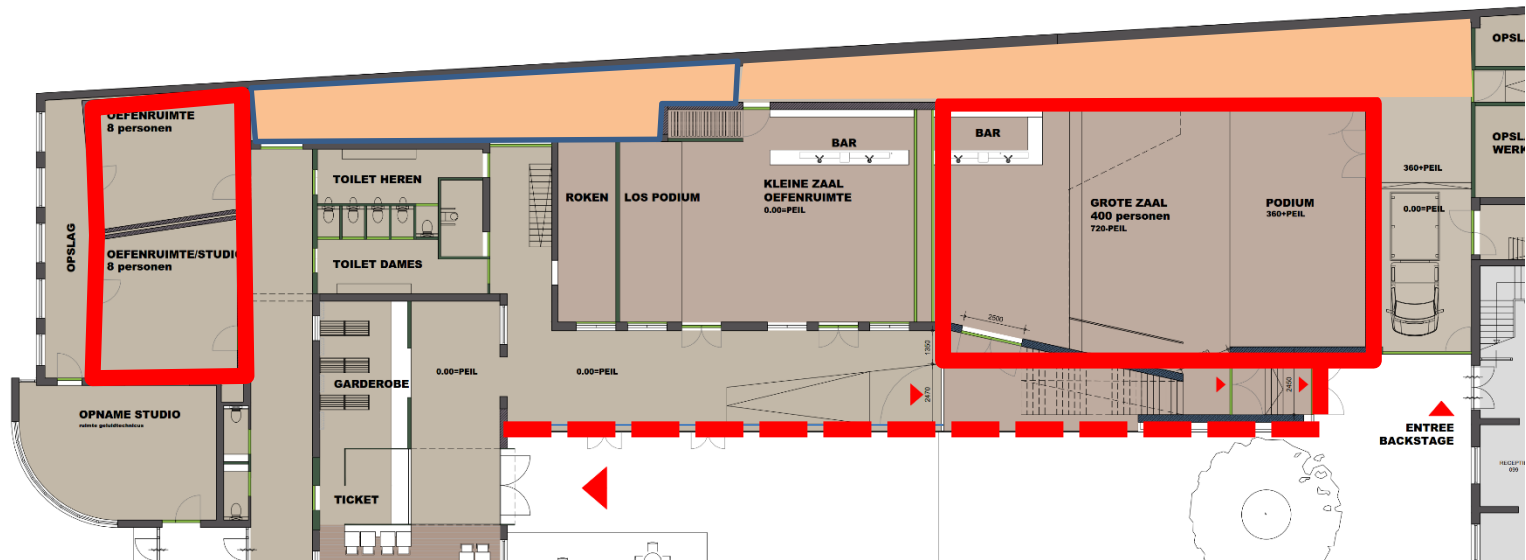 OPSL
OEFENRUIMTE
8 personen
OPSL
WERK
BAR
BAR
TOILET HEREN
360+PEIL
ROKEN
LOS PODIUM
KLEINE ZAAL
OEFENRUIMTE
0.00=PEIL
GROTE ZAAL
400 personen
720-PEIL
PODIUM
360+PEIL
0.00=PEIL
OPSLAG
OEFENRUIMTE/STUDI
8 personen
TOILET DAMES
2500
1350
0.00=PEIL
0.00=PEIL
GARDEROBE
2470
2450
OPNAME STUDIO
ruimte geluidtechnicus
ENTREE
BACKSTAGE
RECEPTI
099
TICKET